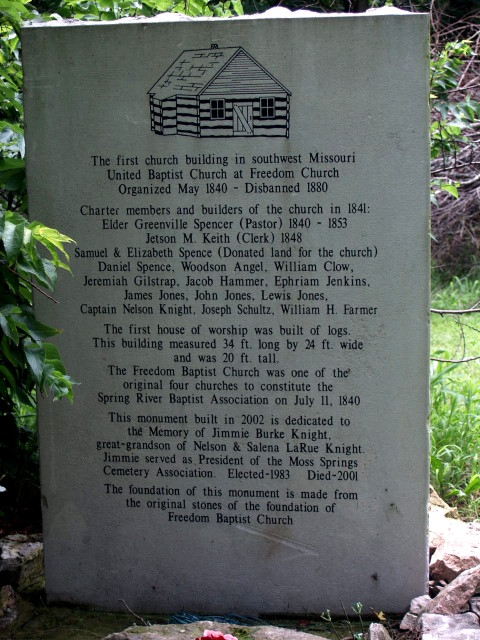 The first church building in southwest Missouri
United Baptist Church at Freedom Church
Organized May 1840 - Disbanned 1880
Charter members and builders of the church in 1841:
Elder Greenville Spencer (Pastor) 1840 - 1853
Jetson M. Keith (Clerk) 1848
Samuel & Elizabeth Spence (Donated land for the church)
Daniel Spence, Woodson Angel, William Clow,
Jeremiah Gilstrap, Jacob Hammer, Ephriam Jenkins,
James Jones, John Jones, Lewis Jones,
Captain Nelson Knight, Joseph Schultz, William H. Farmer
The first house of worship was built of logs.
This building measured 34 ft. long by 24 ft. wide
and was 20 ft. tall.
The Freedom Baptist Church was one of the
original four churches to constitute the
Spring River Baptist Association on July 11, 1840
This monument built in 2002 is dedicated to
the Memory of Jimmie Burke Knight,
great-grandson of Nelson & Salena LaRue Knight.
Jimmie served as President of the Moss Springs
Cemetery Association. Elected-1983 Died-2001
The foundation of this monument is made from
the original stones of the foundation of
Freedom Baptist Church